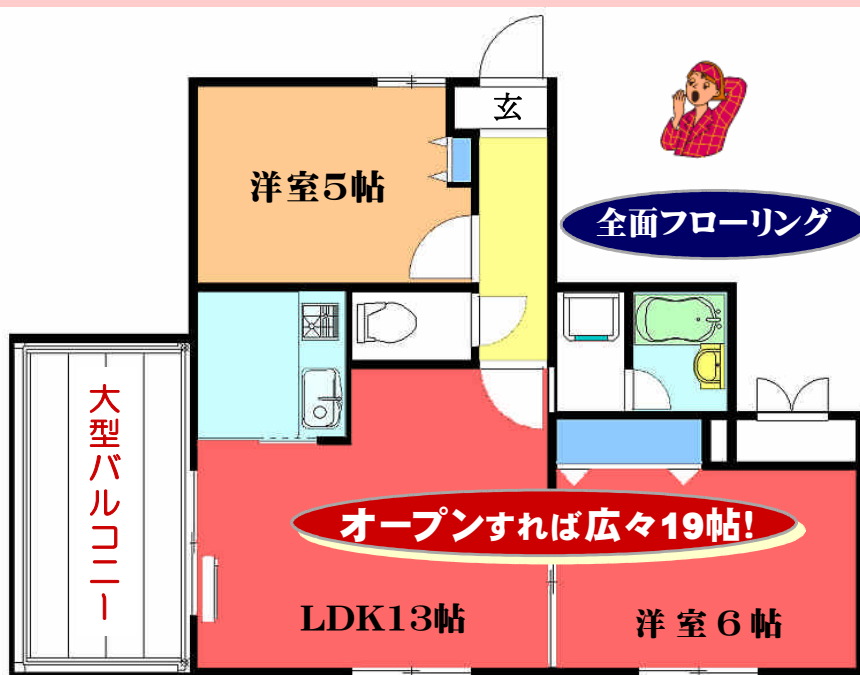 玄
洋室5帖
全面フローリング
大型バルコニー
オープンすれば広々19帖!
LDK13帖
洋室6帖